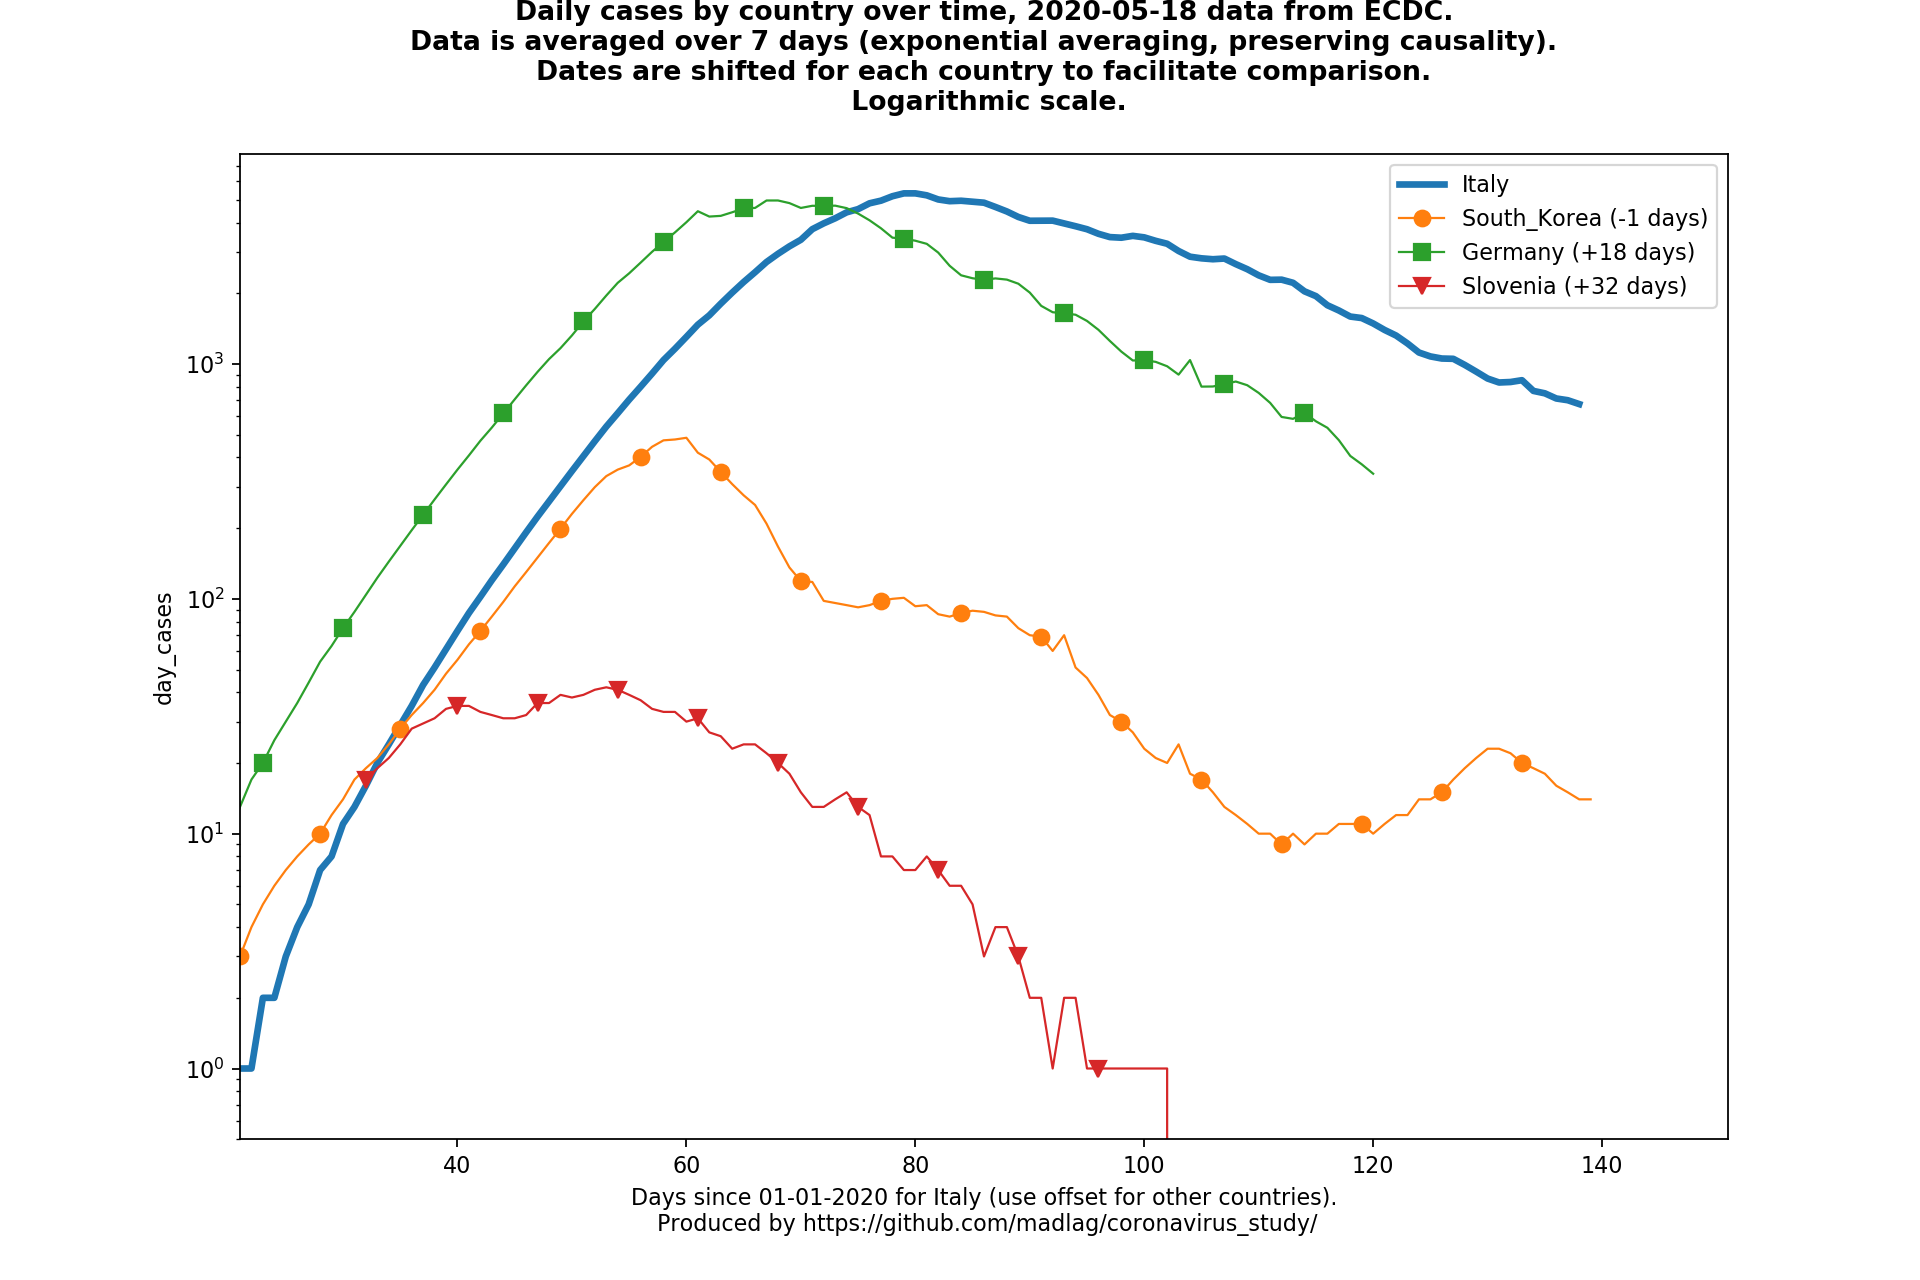 Daily cases by country over time, 2020-05-18 data from ECDC.
Data is averaged over 7 days (exponential averaging, preserving causality).
Dates are shifted for each country to facilitate comparison.
Logarithmic scale.
Italy
South_Korea (-1 days)
Germany (+18 days)
Slovenia (+32 days)
10³
10²
10¹
10⁰
day_cases
40 60 80 100 120 140
Days since 01-01-2020 for Italy (use offset for other countries).
Produced by https://github.com/madlag/coronavirus_study/